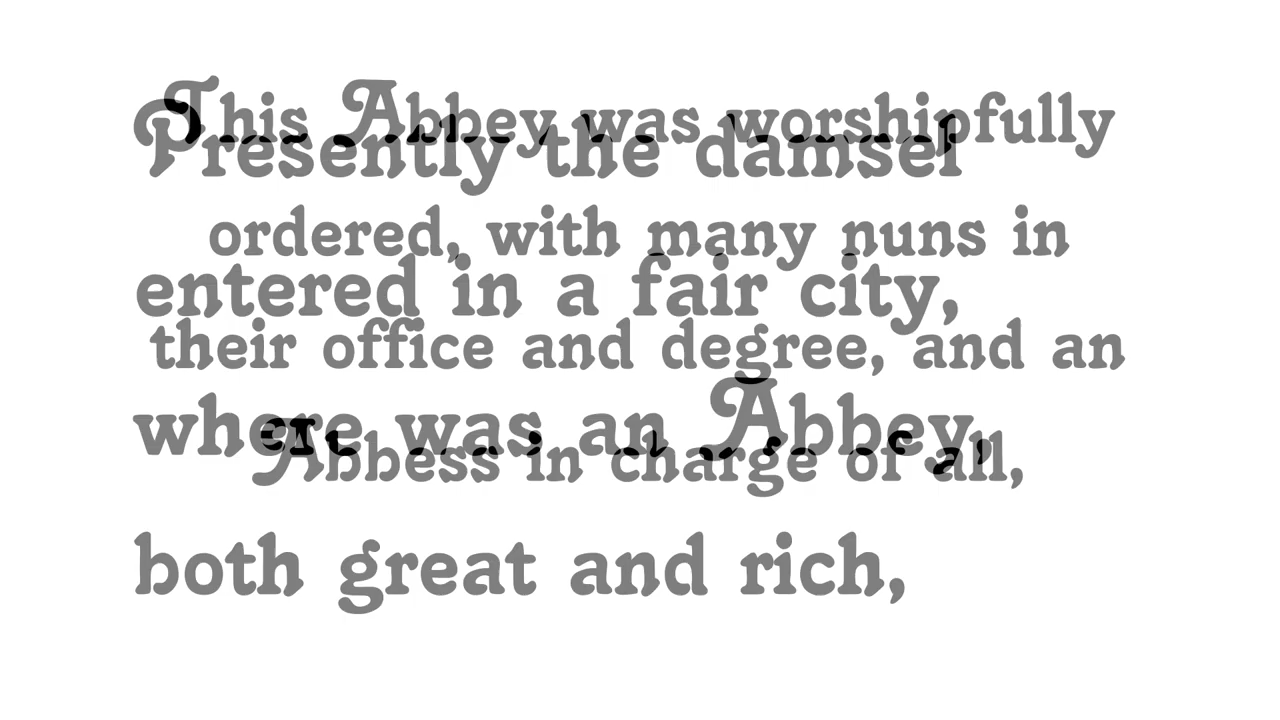 Presently the damsel
entered in a fair city,
where was an Abbey,
both great and rich,
This Abbey was worshipfully
ordered, with many nuns in
their office and degree, and an
Abbess in charge of all,